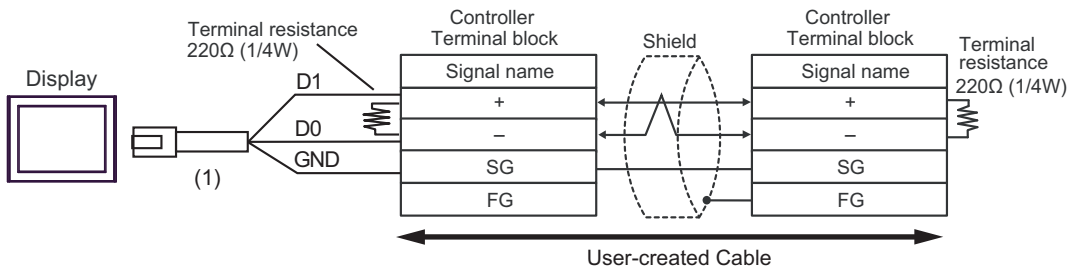 Display
(1)
D1
D0
GND
Terminal resistance
220Ω (1/4W)
Controller
Terminal block
Signal name
+
–
SG
FG
Shield
Controller
Terminal block
Signal name
+
–
SG
FG
Terminal
resistance
220Ω (1/4W)
User-created Cable